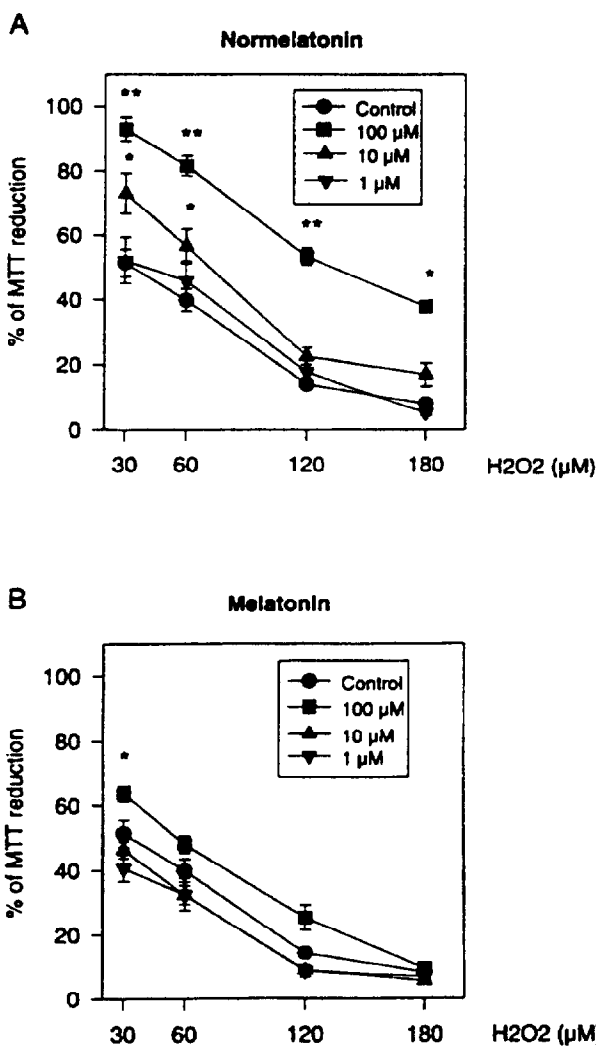 A
Normelatonin
**
100
Control
100 µM
10 µM
1 µM
**
80
*
*
60
**
% of MTT reduction
40
*
20
0
30 60 120 180 H2O2 (µM)
B
Melatonin
100
Control
100 µM
10 µM
1 µM
80
*
60
% of MTT reduction
40
20
0
30 60 120 180 H2O2 (µM